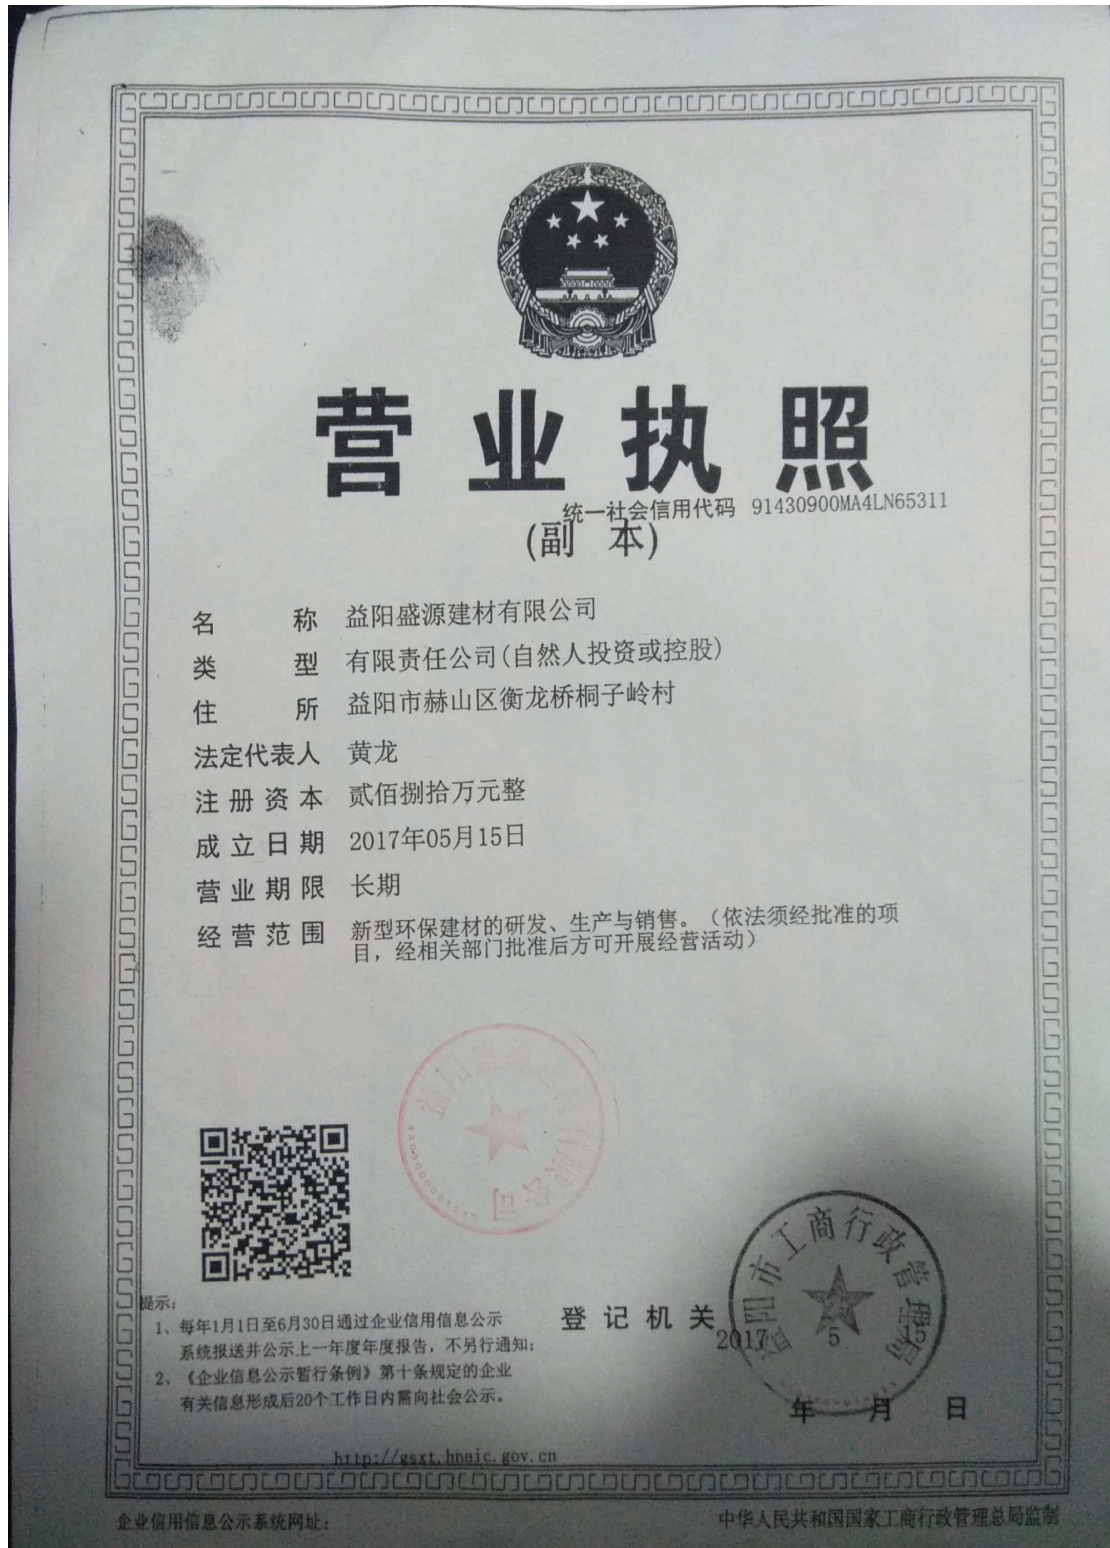 营业执照
统一社会信用代码 91430900MA4LN65311
(副 本)
名 称 益阳盛源建材有限公司
类 型 有限责任公司(自然人投资或控股)
住 所 益阳市赫山区衡龙桥桐子岭村
法定代表人 黄龙
注册资本 贰佰捌拾万元整
成立日期 2017年05月15日
营业期限 长期
经营范围 新型环保建材的研发、生产与销售。（依法须经批准的项
目，经相关部门批准后方可开展经营活动）
益阳 有限公司
益阳市工商行政管理局
提示：
1、每年1月1日至6月30日通过企业信用信息公示
系统报送并公示上一年度年度报告，不另行通知；
2、《企业信息公示暂行条例》第十条规定的企业
有关信息形成后20个工作日内需向社会公示。
登记机关
2017 5 15
年 月 日
http://gsxt.hnaic.gov.cn
企业信用信息公示系统网址：
中华人民共和国国家工商行政管理总局监制